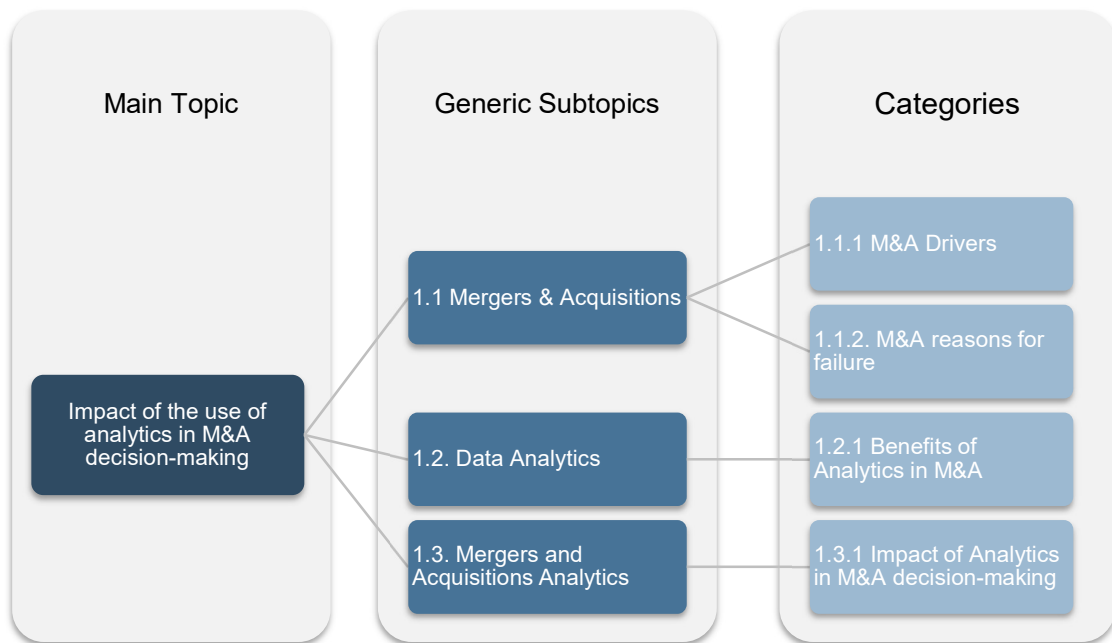 Main Topic
Generic Subtopics
Categories
Impact of the use of
analytics in M&A
decision-making
1.1 Mergers & Acquisitions
1.2. Data Analytics
1.3. Mergers and
Acquisitions Analytics
1.1.1 M&A Drivers
1.1.2. M&A reasons for
failure
1.2.1 Benefits of
Analytics in M&A
1.3.1 Impact of Analytics
in M&A decision-making